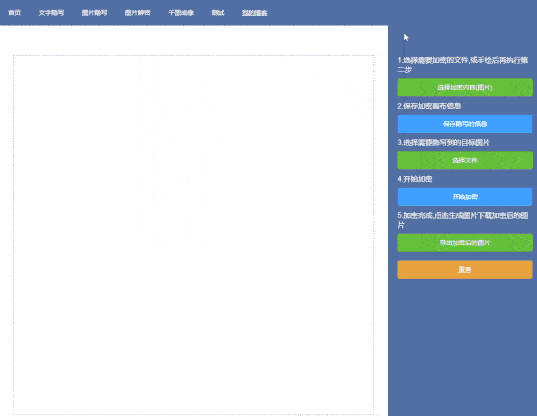 首页 文字隐写 图片隐写 图片解密 千图成像 测试 我的博客
1.选择需要加密的文件,或手绘后再执行第
二步
选择加密内容(图片)
2.保存加密画布信息
保存隐写的图像
3.选择需要隐写到的目标图片
选择文件
4.开始加密
开始加密
5.加密完成,点击生成图片下载加密后的图
片
导出加密后的图片
重置